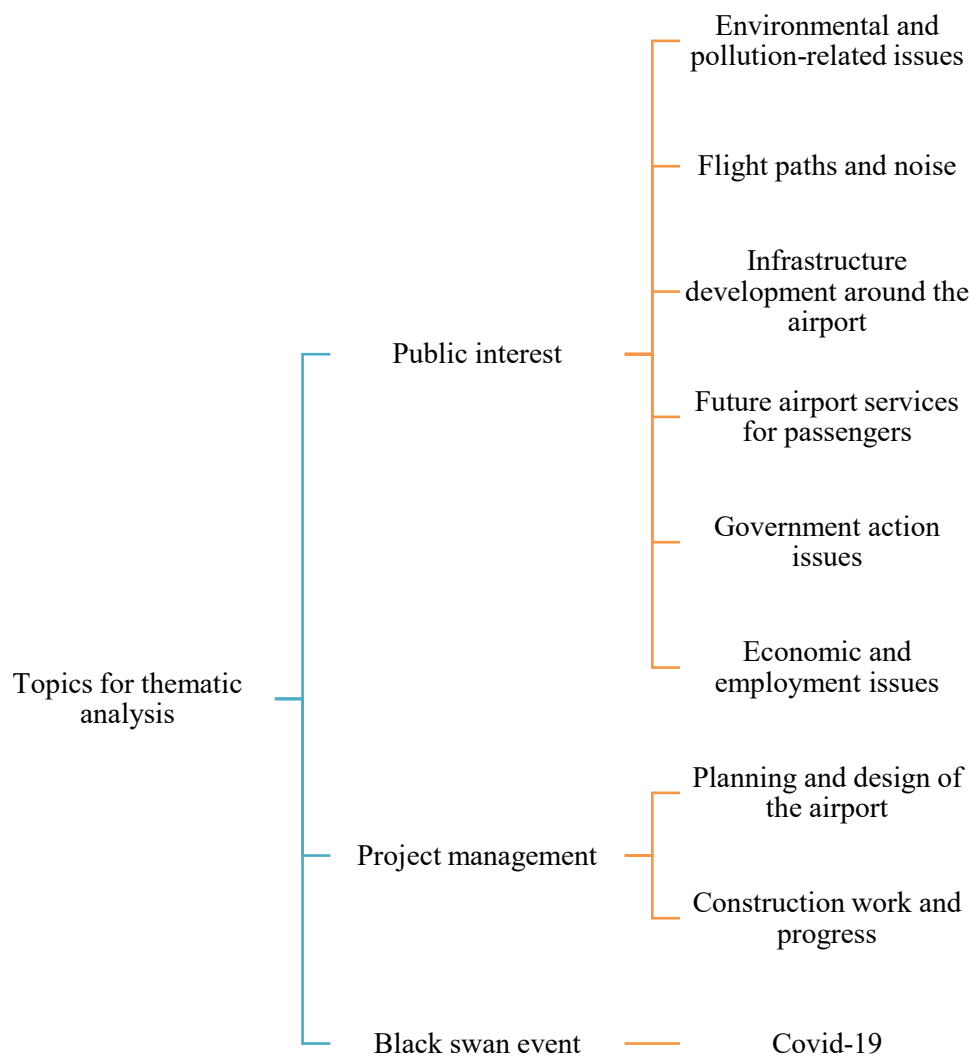 Environmental and
pollution-related issues
Flight paths and noise
Infrastructure
development around the
airport
Public interest
Future airport services
for passengers
Government action
issues
Economic and
employment issues
Topics for thematic
analysis
Planning and design of
the airport
Project management
Construction work and
progress
Black swan event
Covid-19